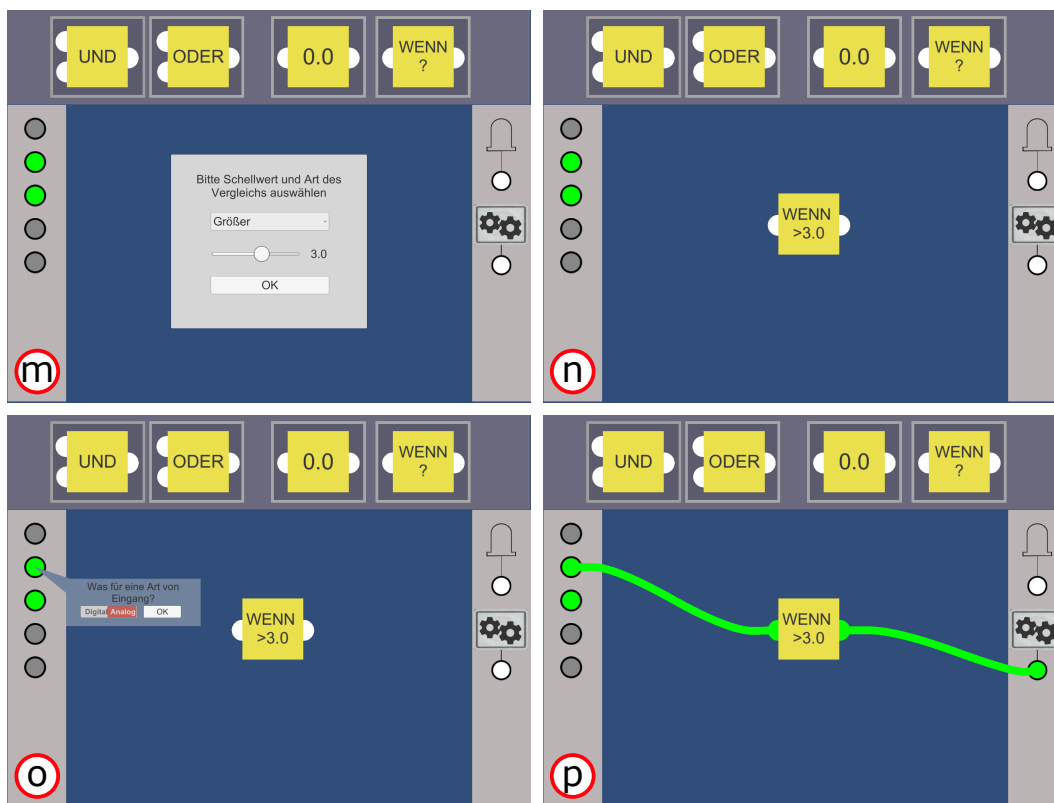 UND
ODER
0.0
WENN
?
Bitte Schellwert und Art des
Vergleichs auswählen
Größer
3.0
OK
m
UND
ODER
0.0
WENN
?
WENN
>3.0
n
UND
ODER
0.0
WENN
?
Was für eine Art von
Eingang?
Digital Analog OK
WENN
>3.0
o
UND
ODER
0.0
WENN
?
WENN
>3.0
p